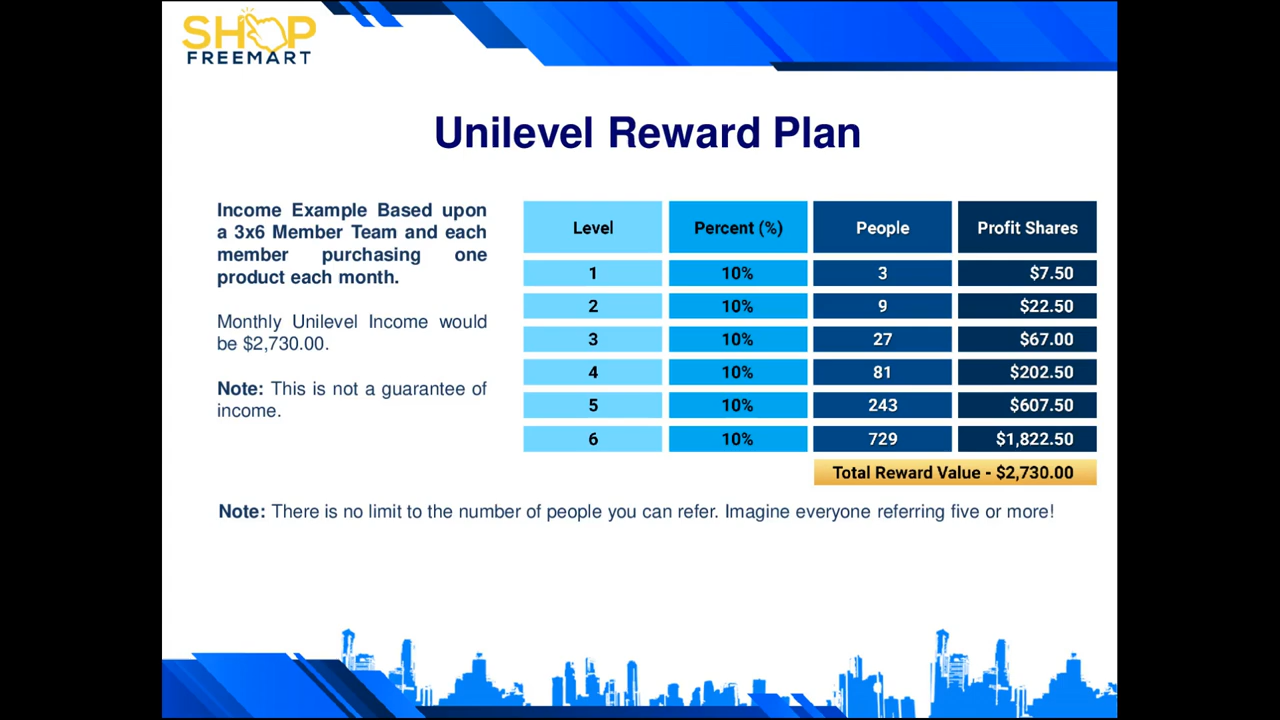 SHOP
FREEMART
Unilevel Reward Plan
Income Example Based upon
a 3x6 Member Team and each
member purchasing one
product each month.
Monthly Unilevel Income would
be $2,730.00.
Note: This is not a guarantee of
income.
Level Percent (%) People Profit Shares
1 10% 3 $7.50
2 10% 9 $22.50
3 10% 27 $67.00
4 10% 81 $202.50
5 10% 243 $607.50
6 10% 729 $1,822.50
Total Reward Value - $2,730.00
Note: There is no limit to the number of people you can refer. Imagine everyone referring five or more!